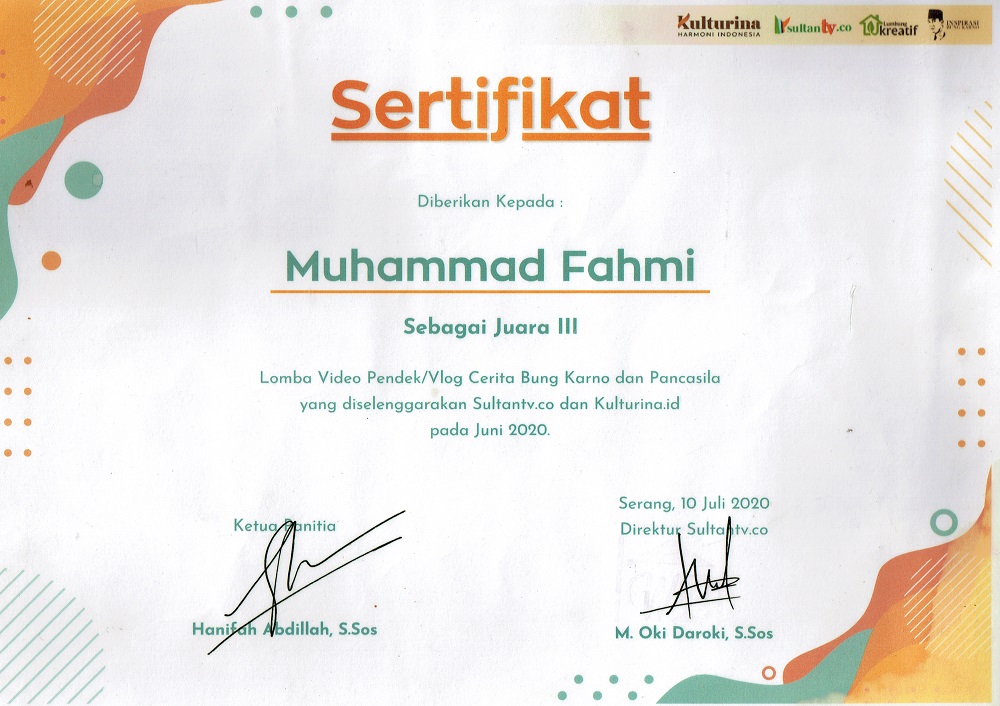 Kulturina
HARMONI INDONESIA
sultantv.co
Lumbung
kreatif
INSPIRASI
BUNG KARNO
Sertifikat
Diberikan Kepada :
Muhammad Fahmi
Sebagai Juara III
Lomba Video Pendek/Vlog Cerita Bung Karno dan Pancasila
yang diselenggarakan Sultantv.co dan Kulturina.id
pada Juni 2020.
Ketua Panitia
Hanifah Abdillah, S.Sos
Serang, 10 Juli 2020
Direktur Sultantv.co
M. Oki Daroki, S.Sos